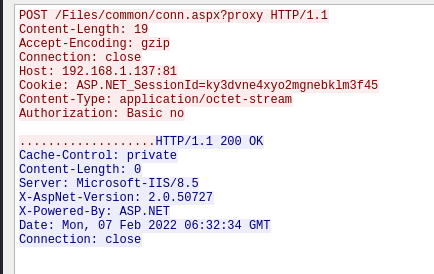 POST /Files/common/conn.aspx?proxy HTTP/1.1
Content-Length: 19
Accept-Encoding: gzip
Connection: close
Host: 192.168.1.137:81
Cookie: ASP.NET_SessionId=ky3dvne4xyo2mgnebklm3f45
Content-Type: application/octet-stream
Authorization: Basic no

...................HTTP/1.1 200 OK
Cache-Control: private
Content-Length: 0
Server: Microsoft-IIS/8.5
X-AspNet-Version: 2.0.50727
X-Powered-By: ASP.NET
Date: Mon, 07 Feb 2022 06:32:34 GMT
Connection: close